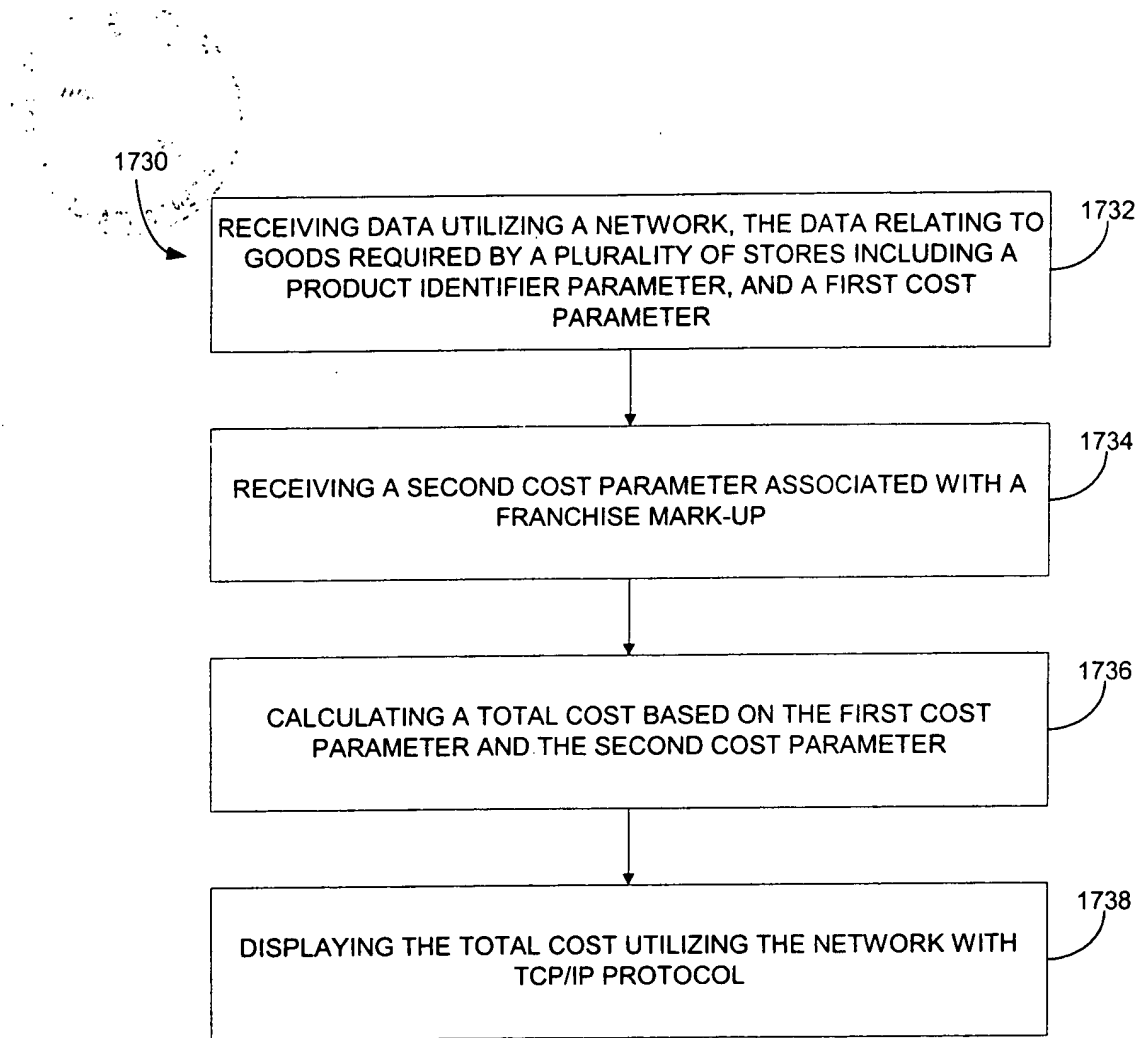 1730
RECEIVING DATA UTILIZING A NETWORK, THE DATA RELATING TO
GOODS REQUIRED BY A PLURALITY OF STORES INCLUDING A
PRODUCT IDENTIFIER PARAMETER, AND A FIRST COST
PARAMETER
1732
RECEIVING A SECOND COST PARAMETER ASSOCIATED WITH A
FRANCHISE MARK-UP
1734
CALCULATING A TOTAL COST BASED ON THE FIRST COST
PARAMETER AND THE SECOND COST PARAMETER
1736
DISPLAYING THE TOTAL COST UTILIZING THE NETWORK WITH
TCP/IP PROTOCOL
1738